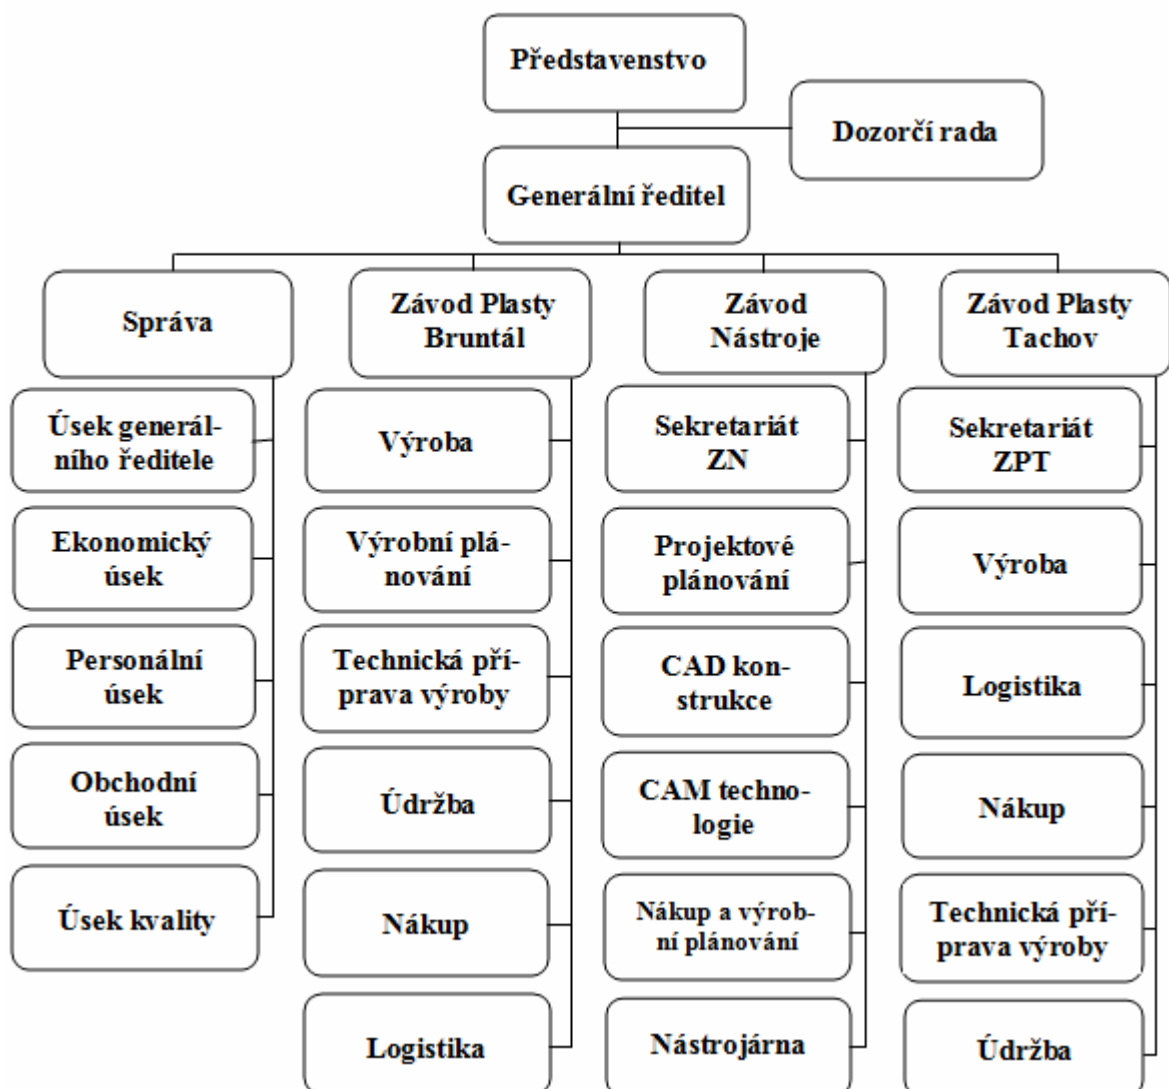 Představenstvo
Dozorčí rada
Generální ředitel
Správa
Závod Plasty
Bruntál
Závod
Nástroje
Závod Plasty
Tachov
Úsek generál-
ního ředitele
Ekonomický
úsek
Personální
úsek
Obchodní
úsek
Úsek kvality
Výroba
Výrobní plá-
nování
Technická pří-
prava výroby
Údržba
Nákup
Logistika
Sekretariát
ZN
Projektové
plánování
CAD kon-
strukce
CAM techno-
logie
Nákup a výrob-
ní plánování
Nástrojárna
Sekretariát
ZPT
Výroba
Logistika
Nákup
Technická pří-
prava výroby
Údržba